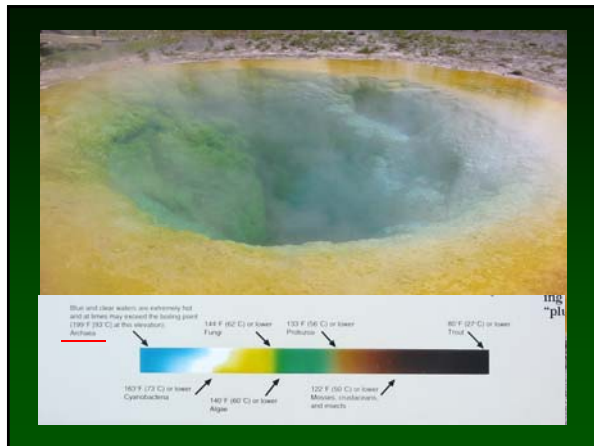 ing
"plu
Blue and clear waters are extremely hot
and at times may exceed the boiling point
(199°F [93°C] at this elevation)
Archaea
144°F (62°C) or lower
Fungi
133°F (56°C) or lower
Protozoa
80°F (27°C) or lower
Trout
163°F (73°C) or lower
Cyanobacteria
140°F (60°C) or lower
Algae
122°F (50°C) or lower
Mosses, crustaceans,
and insects